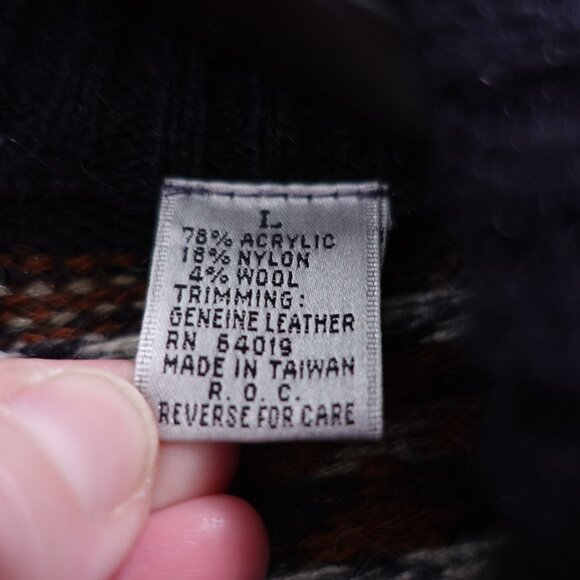 L
78% ACRYLIC
18% NYLON
4% WOOL
TRIMMING:
GENEINE LEATHER
RN 64019
MADE IN TAIWAN
R. O. C.
REVERSE FOR CARE